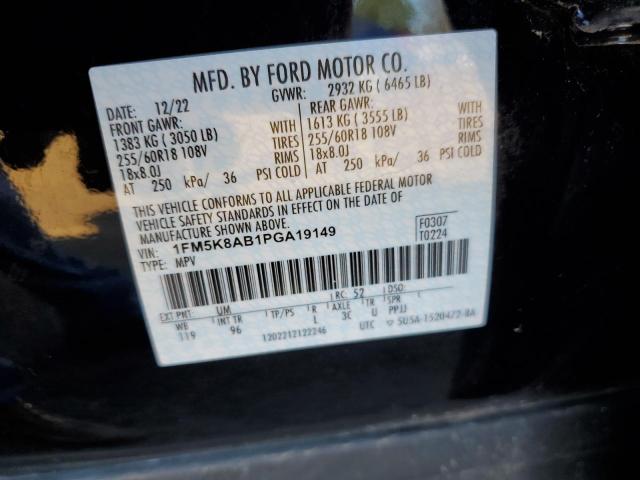 MFD. BY FORD MOTOR CO.
DATE: 12/22 GVWR: 2932 KG ( 6465 LB)
FRONT GAWR: REAR GAWR:
1383 KG ( 3050 LB) WITH 1613 KG ( 3555 LB) WITH
255/60R18 108V TIRES 255/60R18 108V TIRES
18x8.0J RIMS 18x8.0J RIMS
AT 250 kPa/ 36 PSI COLD AT 250 kPa/ 36 PSI COLD
THIS VEHICLE CONFORMS TO ALL APPLICABLE FEDERAL MOTOR
VEHICLE SAFETY STANDARDS IN EFFECT ON THE DATE OF
MANUFACTURE SHOWN ABOVE.
VIN: 1FM5K8AB1PGA19149 F0307
TYPE: MPV T0224
EXT PNT: UM RC: 52 DSO:
WB INT TR TP/PS R AXLE TR SPR
119 96 L 3C U PPJJ
1202212122246 UTC 5U5A-1520472-BA